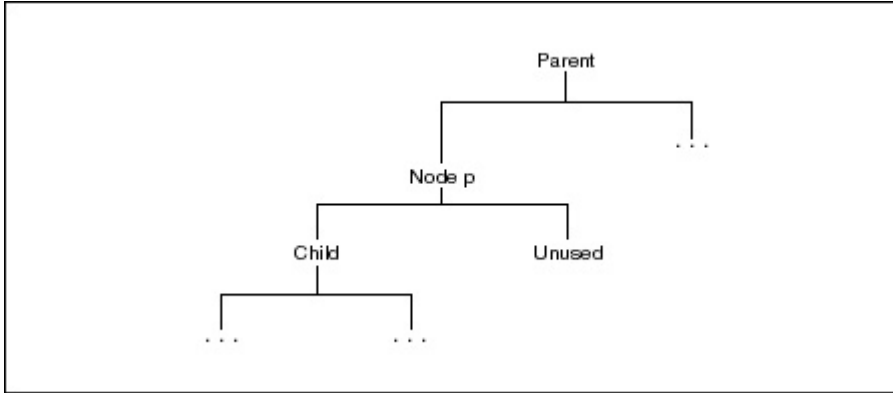 Parent
. . .
Node p
Child Unused
. . . . . .